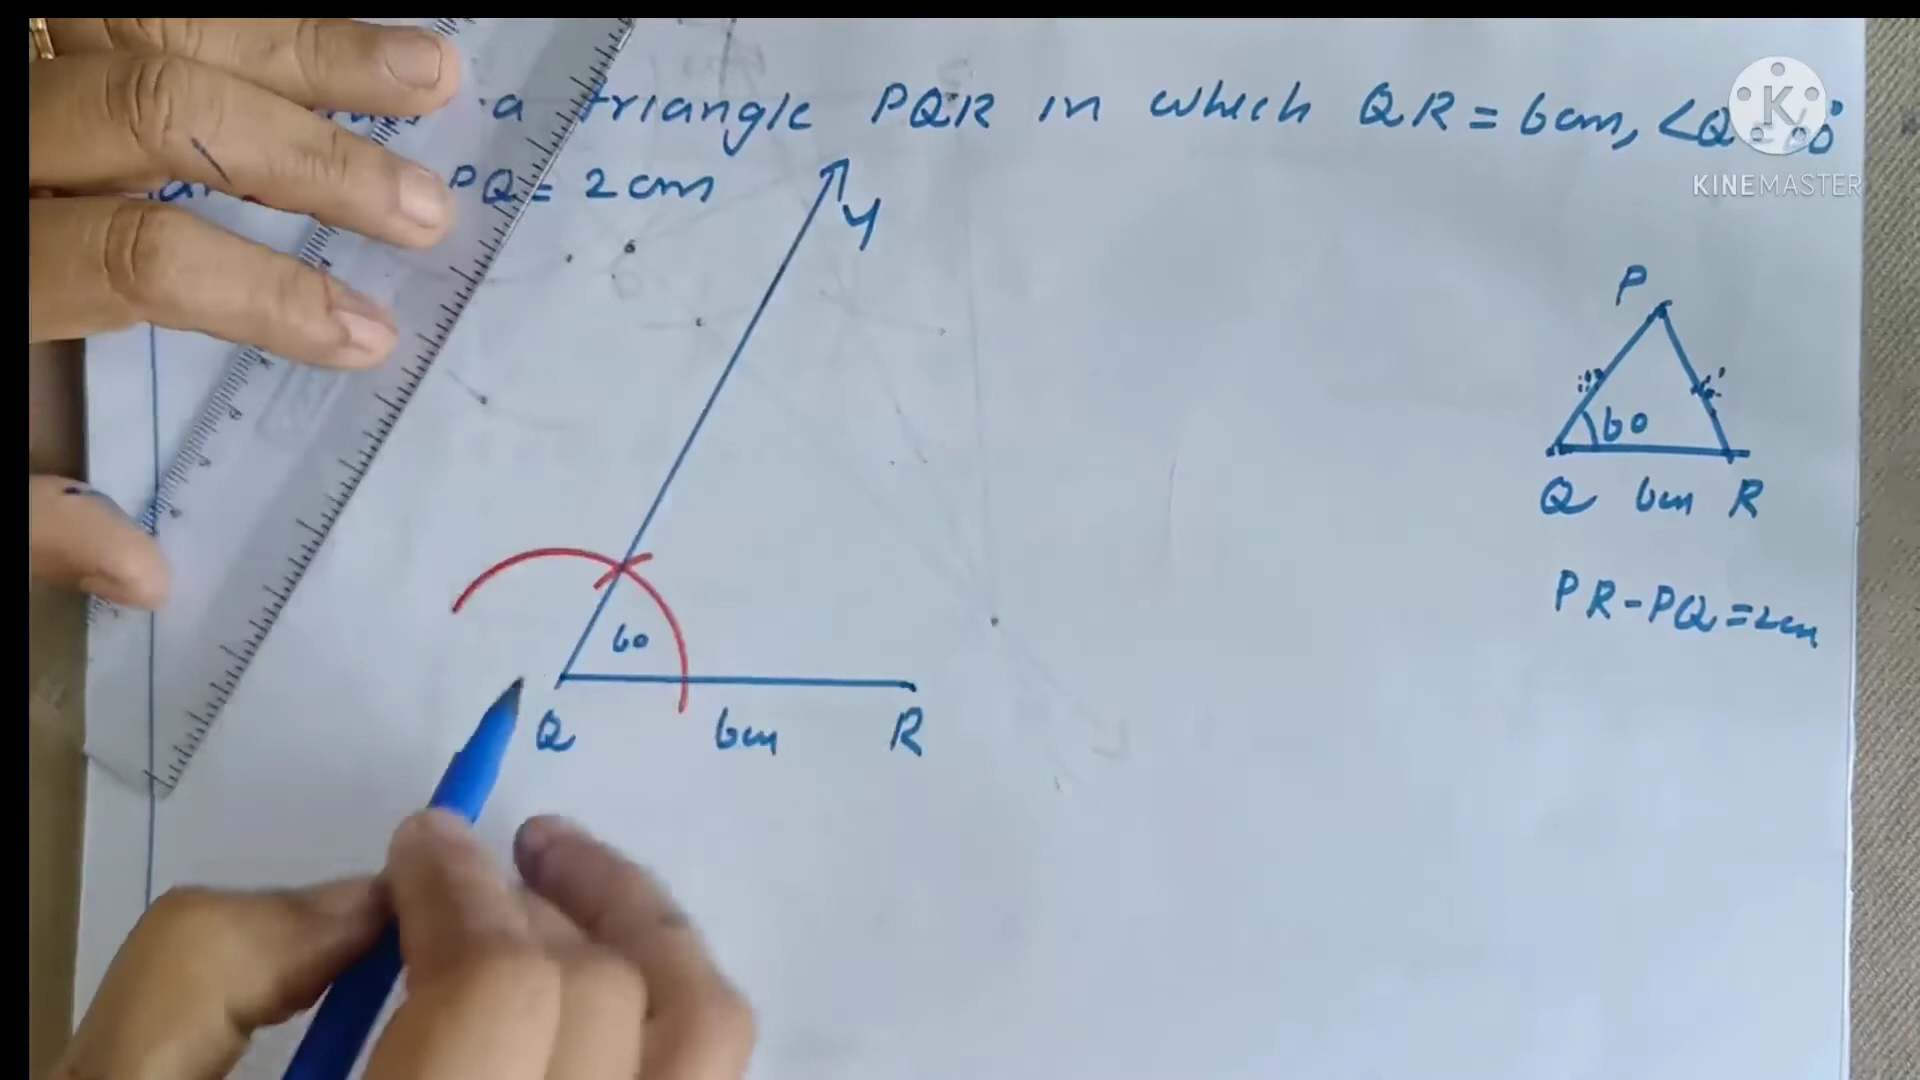 a triangle PQR in which QR = 6cm, <Q = 60°
PQ = 2cm
y
P
60
Q 6cm R
PR - PQ = 2cm
60
Q 6cm R
K
KINEMASTER